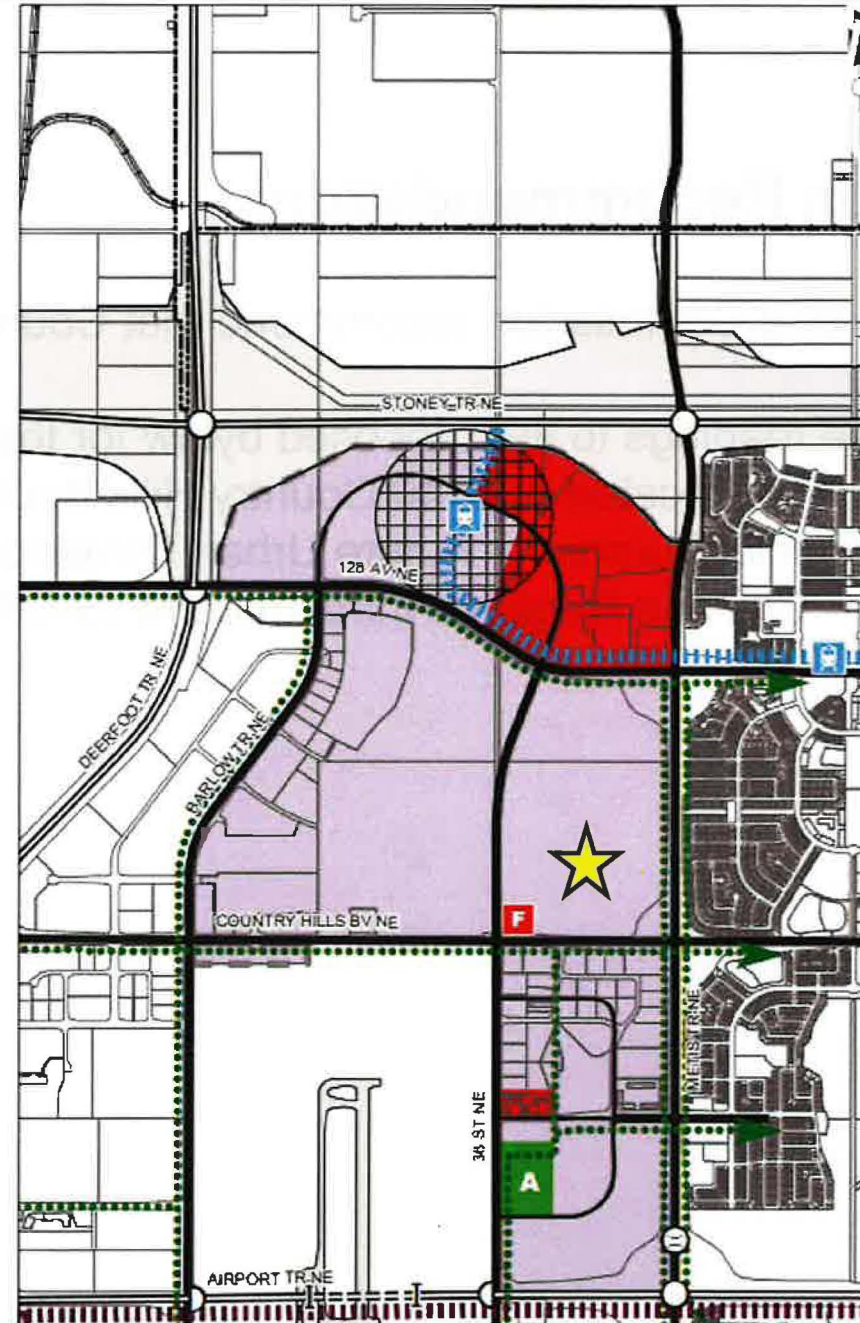 STONEY TR NE
128 AV NE
DEERFOOT TR NE
BARLOW TR NE
F
COUNTRY HILLS BV NE
METIS TR NE
36 ST NE
A
AIRPORT TR NE